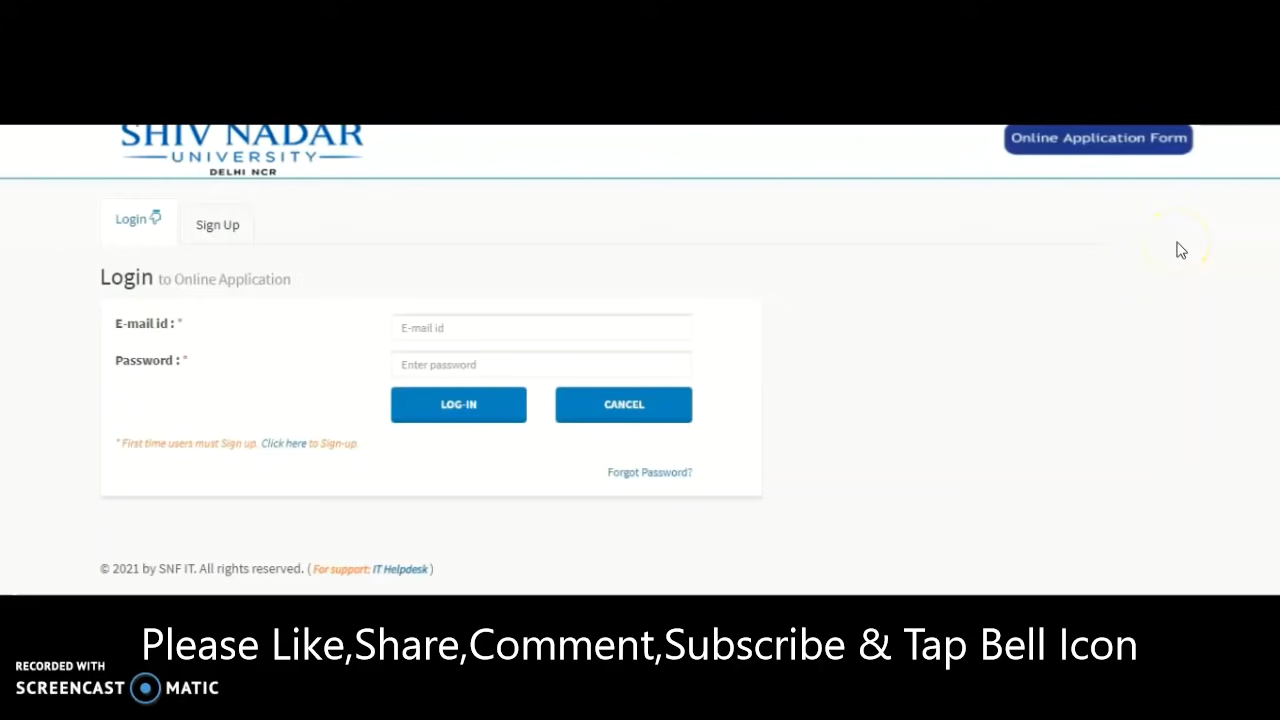 SHIV NADAR
UNIVERSITY
DELHI NCR
Online Application Form
Login
Sign Up
Login to Online Application
E-mail id : *
E-mail id
Password : *
Enter password
LOG-IN
CANCEL
* First time users must Sign up. Click here to Sign-up.
Forgot Password?
© 2021 by SNF IT. All rights reserved. ( For support: IT Helpdesk )
Please Like,Share,Comment,Subscribe & Tap Bell Icon
RECORDED WITH
SCREENCAST MATIC